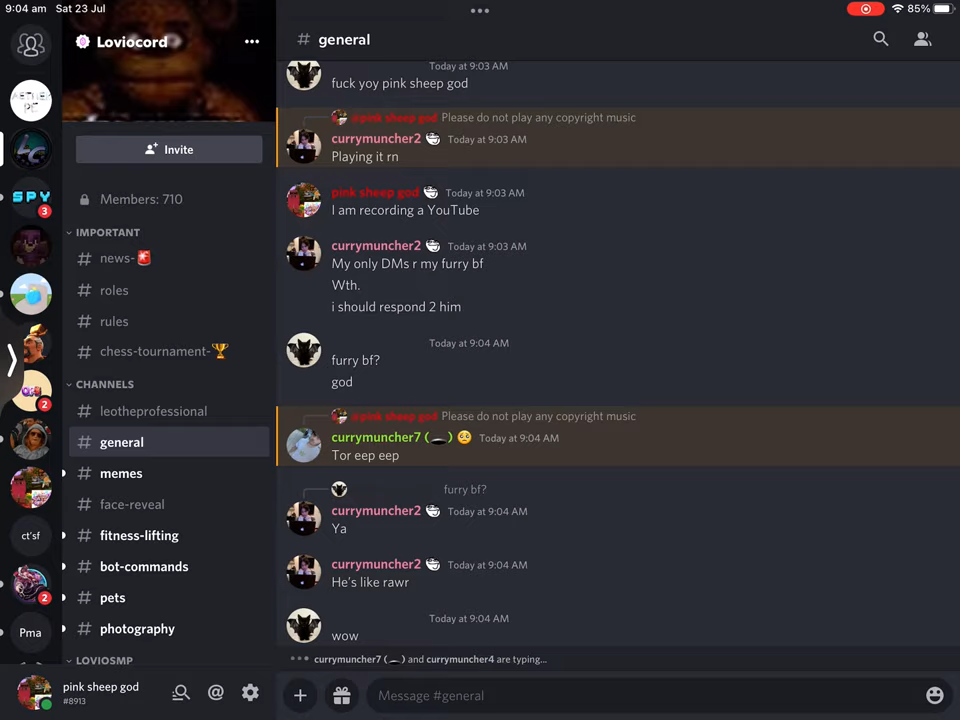 9:04 am Sat 23 Jul
85%
Loviocord
Invite
Members: 710
IMPORTANT
# news-
# roles
# rules
# chess-tournament-
CHANNELS
# leotheprofessional
# general
# memes
# face-reveal
# fitness-lifting
# bot-commands
# pets
# photography
LOVIOSMP
SPY
3
2
ct'sf
2
Pma
pink sheep god
#8913
# general
Today at 9:03 AM
fuck yoy pink sheep god
@pink sheep god Please do not play any copyright music
currymuncher2 Today at 9:03 AM
Playing it rn
pink sheep god Today at 9:03 AM
I am recording a YouTube
currymuncher2 Today at 9:03 AM
My only DMs r my furry bf
Wth.
i should respond 2 him
Today at 9:04 AM
furry bf?
god
@pink sheep god Please do not play any copyright music
currymuncher7 ( ) Today at 9:04 AM
Tor eep eep
furry bf?
currymuncher2 Today at 9:04 AM
Ya
currymuncher2 Today at 9:04 AM
He's like rawr
Today at 9:04 AM
wow
currymuncher7 ( ) and currymuncher4 are typing...
Message #general